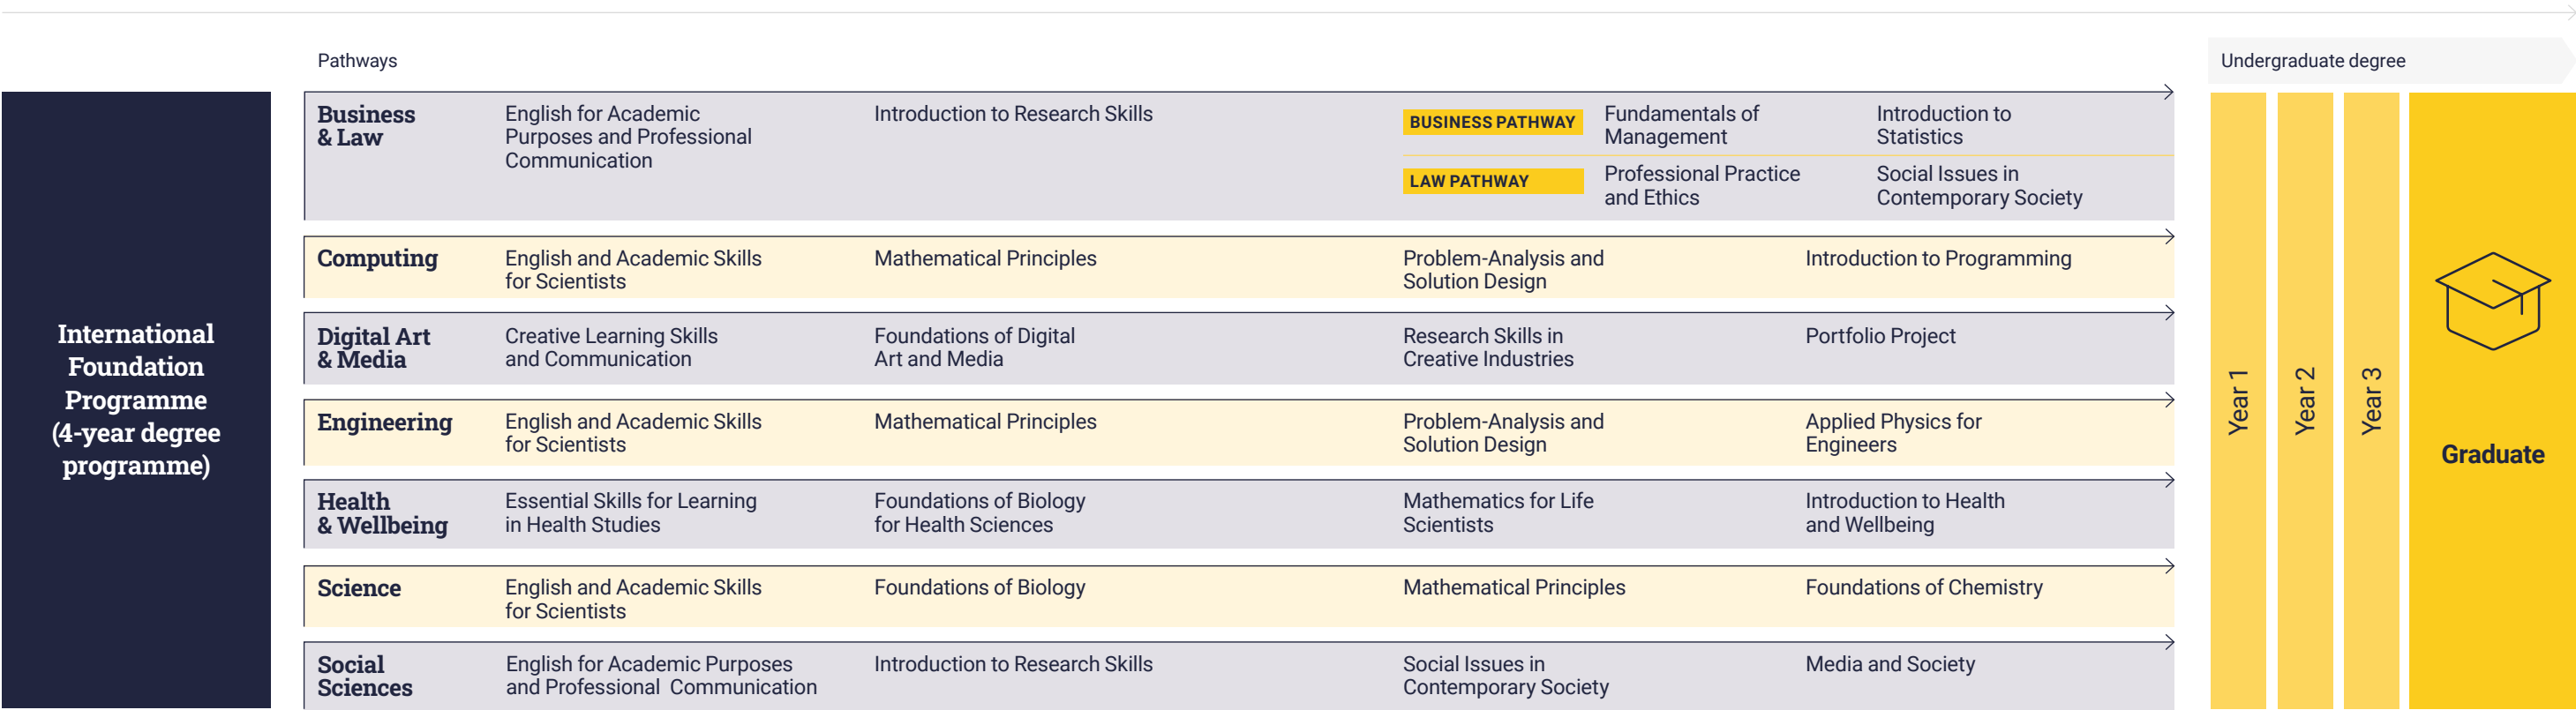 Pathways
Undergraduate degree
International
Foundation
Programme
(4-year degree
programme)
Business
& Law
English for Academic
Purposes and Professional
Communication
Introduction to Research Skills
BUSINESS PATHWAY
Fundamentals of
Management
Introduction to
Statistics
LAW PATHWAY
Professional Practice
and Ethics
Social Issues in
Contemporary Society
Computing
English and Academic Skills
for Scientists
Mathematical Principles
Problem-Analysis and
Solution Design
Introduction to Programming
Digital Art
& Media
Creative Learning Skills
and Communication
Foundations of Digital
Art and Media
Research Skills in
Creative Industries
Portfolio Project
Engineering
English and Academic Skills
for Scientists
Mathematical Principles
Problem-Analysis and
Solution Design
Applied Physics for
Engineers
Health
& Wellbeing
Essential Skills for Learning
in Health Studies
Foundations of Biology
for Health Sciences
Mathematics for Life
Scientists
Introduction to Health
and Wellbeing
Science
English and Academic Skills
for Scientists
Foundations of Biology
Mathematical Principles
Foundations of Chemistry
Social
Sciences
English for Academic Purposes
and Professional Communication
Introduction to Research Skills
Social Issues in
Contemporary Society
Media and Society
Year 1
Year 2
Year 3
Graduate